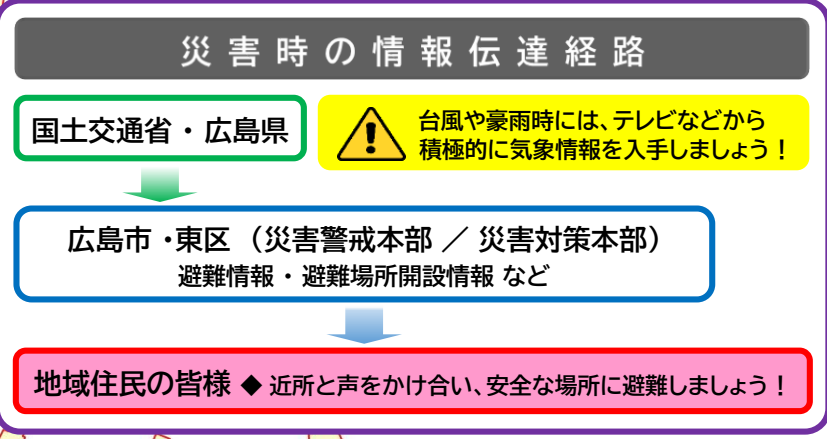 災害時の情報伝達経路
国土交通省・広島県
台風や豪雨時には、テレビなどから
積極的に気象情報を入手しましょう！
広島市・東区（災害警戒本部／災害対策本部）
避難情報・避難場所開設情報 など
地域住民の皆様 ◆ 近所と声をかけ合い、安全な場所に避難しましょう！